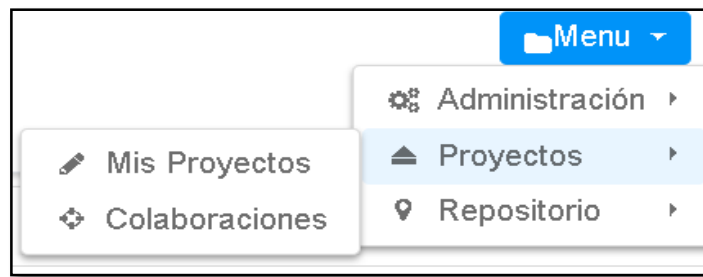 Menu
Administración
Proyectos
Repositorio
Mis Proyectos
Colaboraciones